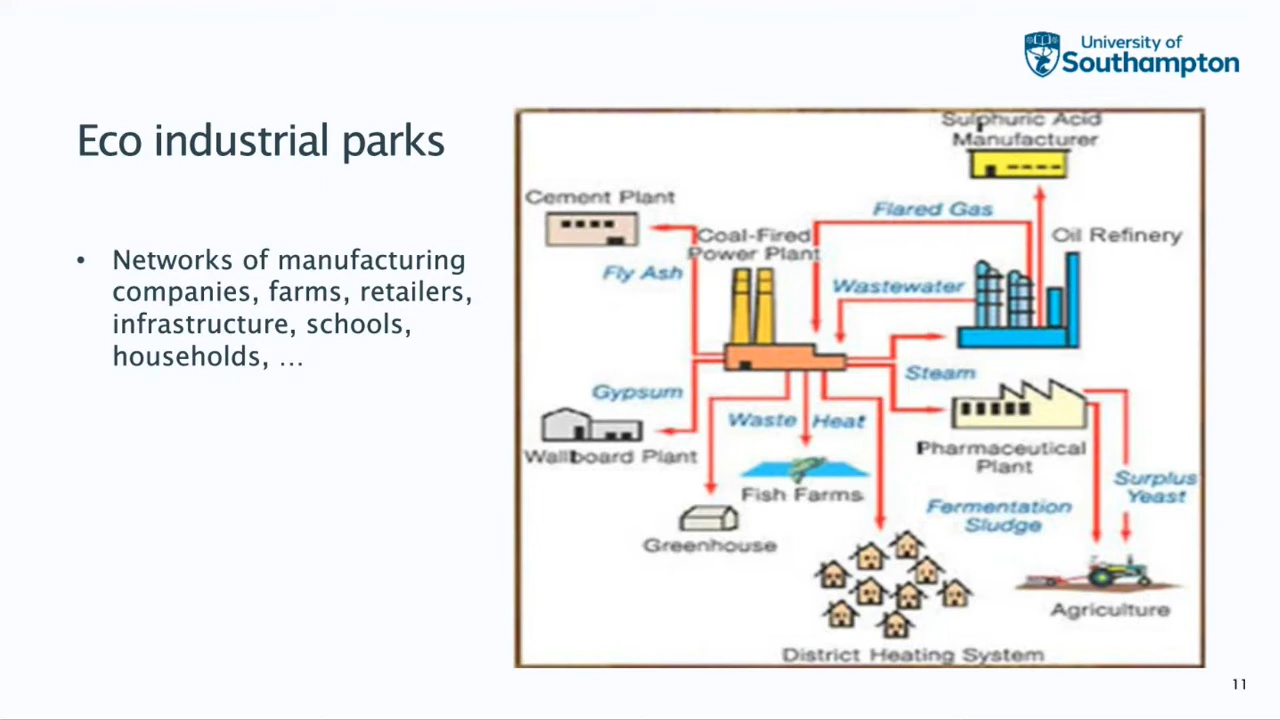 University of
Southampton
Eco industrial parks
• Networks of manufacturing
companies, farms, retailers,
infrastructure, schools,
households, …
Sulphuric Acid
Manufacturer
Cement Plant
Flared Gas
Coal-Fired
Power Plant
Oil Refinery
Fly Ash
Wastewater
Steam
Gypsum
Waste Heat
Wallboard Plant
Pharmaceutical
Plant
Fish Farms
Surplus
Yeast
Fermentation
Sludge
Greenhouse
Agriculture
District Heating System
11